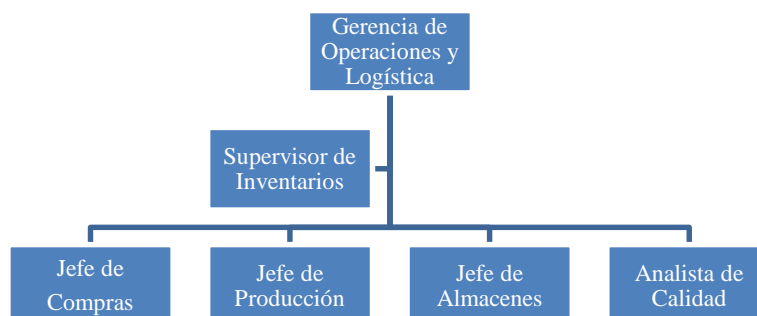 Gerencia de
Operaciones y
Logística
Supervisor de
Inventarios
Jefe de
Compras
Jefe de
Producción
Jefe de
Almacenes
Analista de
Calidad